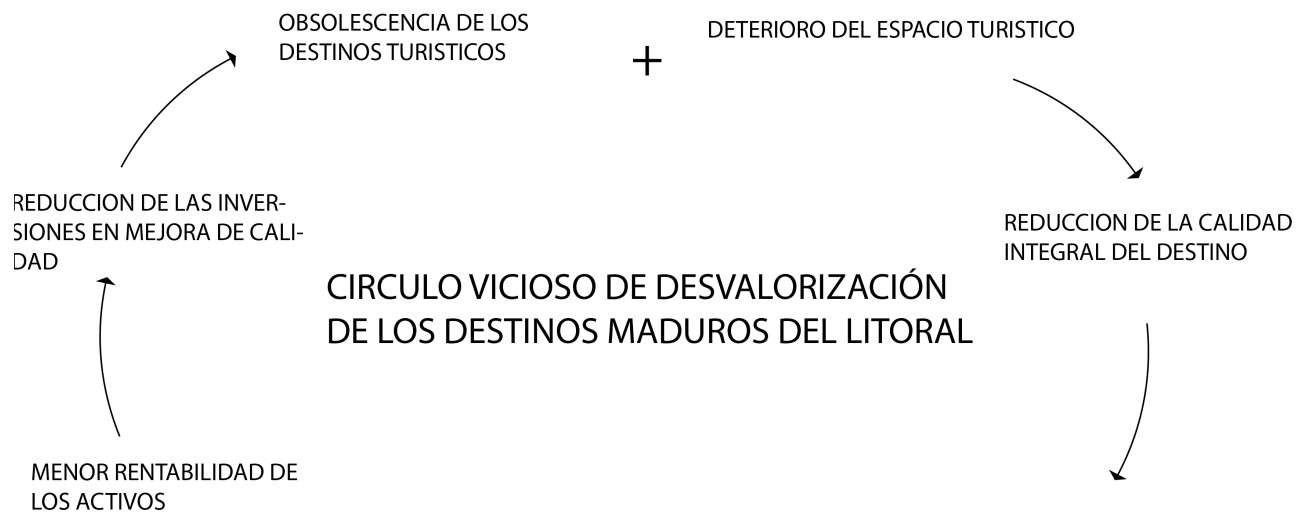 OBSOLESCENCIA DE LOS
DESTINOS TURISTICOS
+
DETERIORO DEL ESPACIO TURISTICO
REDUCCION DE LA CALIDAD
INTEGRAL DEL DESTINO
REDUCCION DE LAS INVER-
SIONES EN MEJORA DE CALI-
DAD
CIRCULO VICIOSO DE DESVALORIZACIÓN
DE LOS DESTINOS MADUROS DEL LITORAL
MENOR RENTABILIDAD DE
LOS ACTIVOS